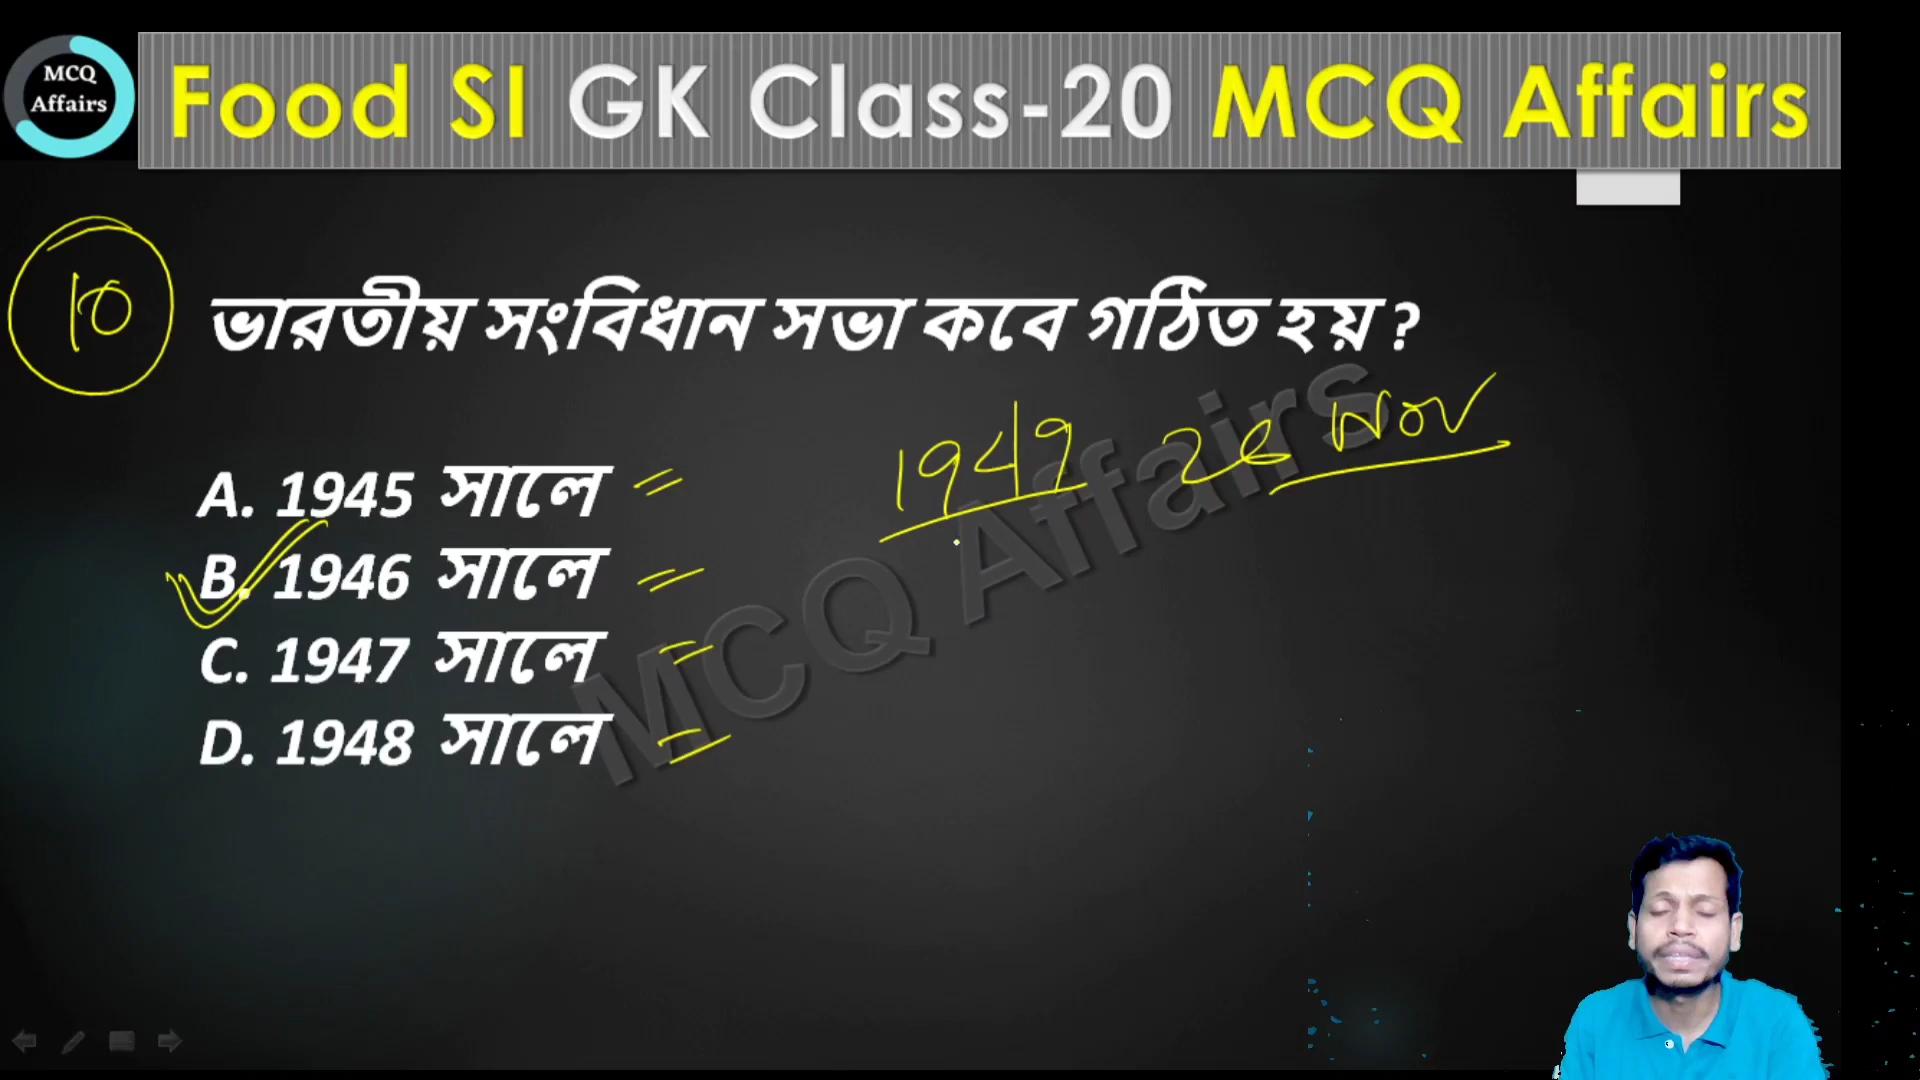 MCQ
Affairs
Food SI GK Class-20 MCQ Affairs
10
ভারতীয় সংবিধান সভা কবে গঠিত হয় ?
1949 26 Nov
A. 1945 সালে =
B. 1946 সালে =
C. 1947 সালে =
D. 1948 সালে =
MCQ Affairs